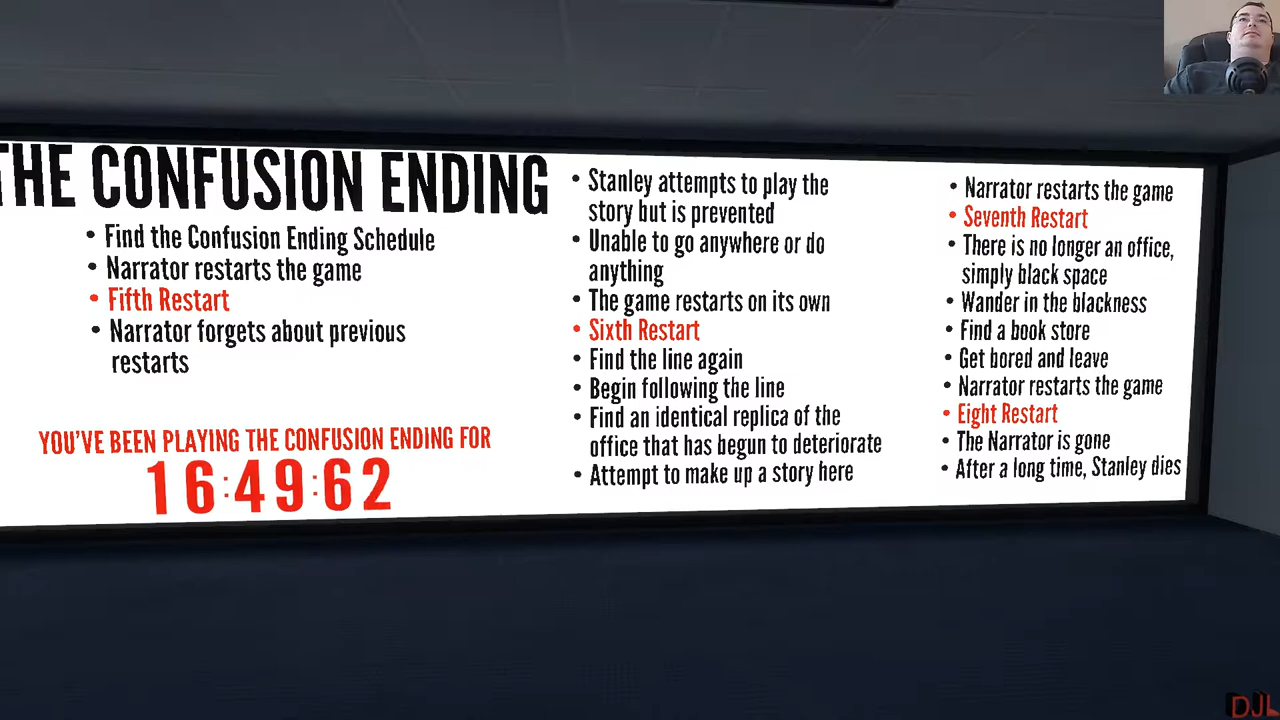 THE CONFUSION ENDING
• Find the Confusion Ending Schedule
• Narrator restarts the game
• Fifth Restart
• Narrator forgets about previous
restarts
YOU'VE BEEN PLAYING THE CONFUSION ENDING FOR
16:49:62
• Stanley attempts to play the
story but is prevented
• Unable to go anywhere or do
anything
• The game restarts on its own
• Sixth Restart
• Find the line again
• Begin following the line
• Find an identical replica of the
office that has begun to deteriorate
• Attempt to make up a story here
• Narrator restarts the game
• Seventh Restart
• There is no longer an office,
simply black space
• Wander in the blackness
• Find a book store
• Get bored and leave
• Narrator restarts the game
• Eight Restart
• The Narrator is gone
• After a long time, Stanley dies
DJL